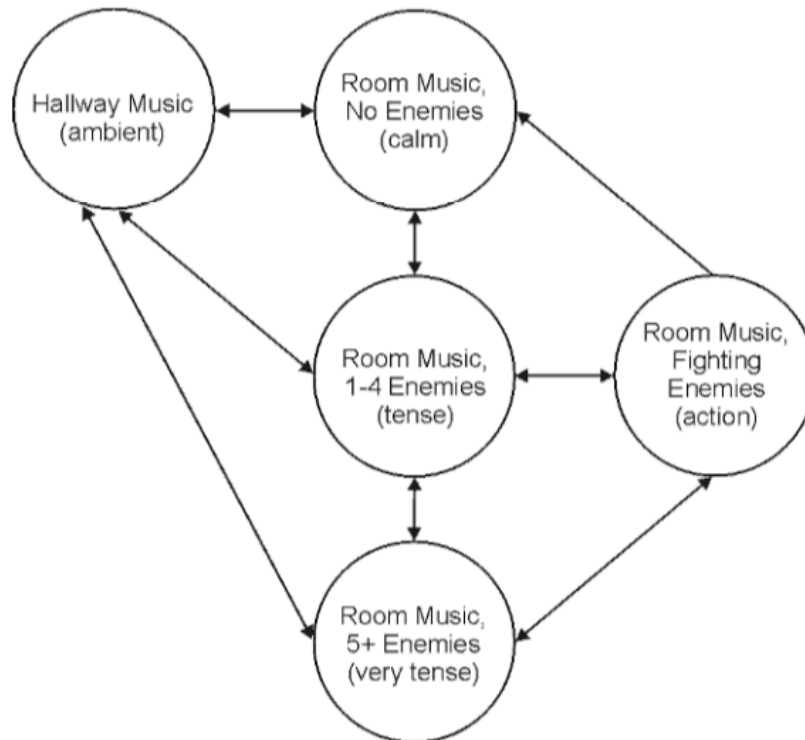 Hallway Music
(ambient)
Room Music,
No Enemies
(calm)
Room Music,
1-4 Enemies
(tense)
Room Music,
Fighting
Enemies
(action)
Room Music,
5+ Enemies
(very tense)